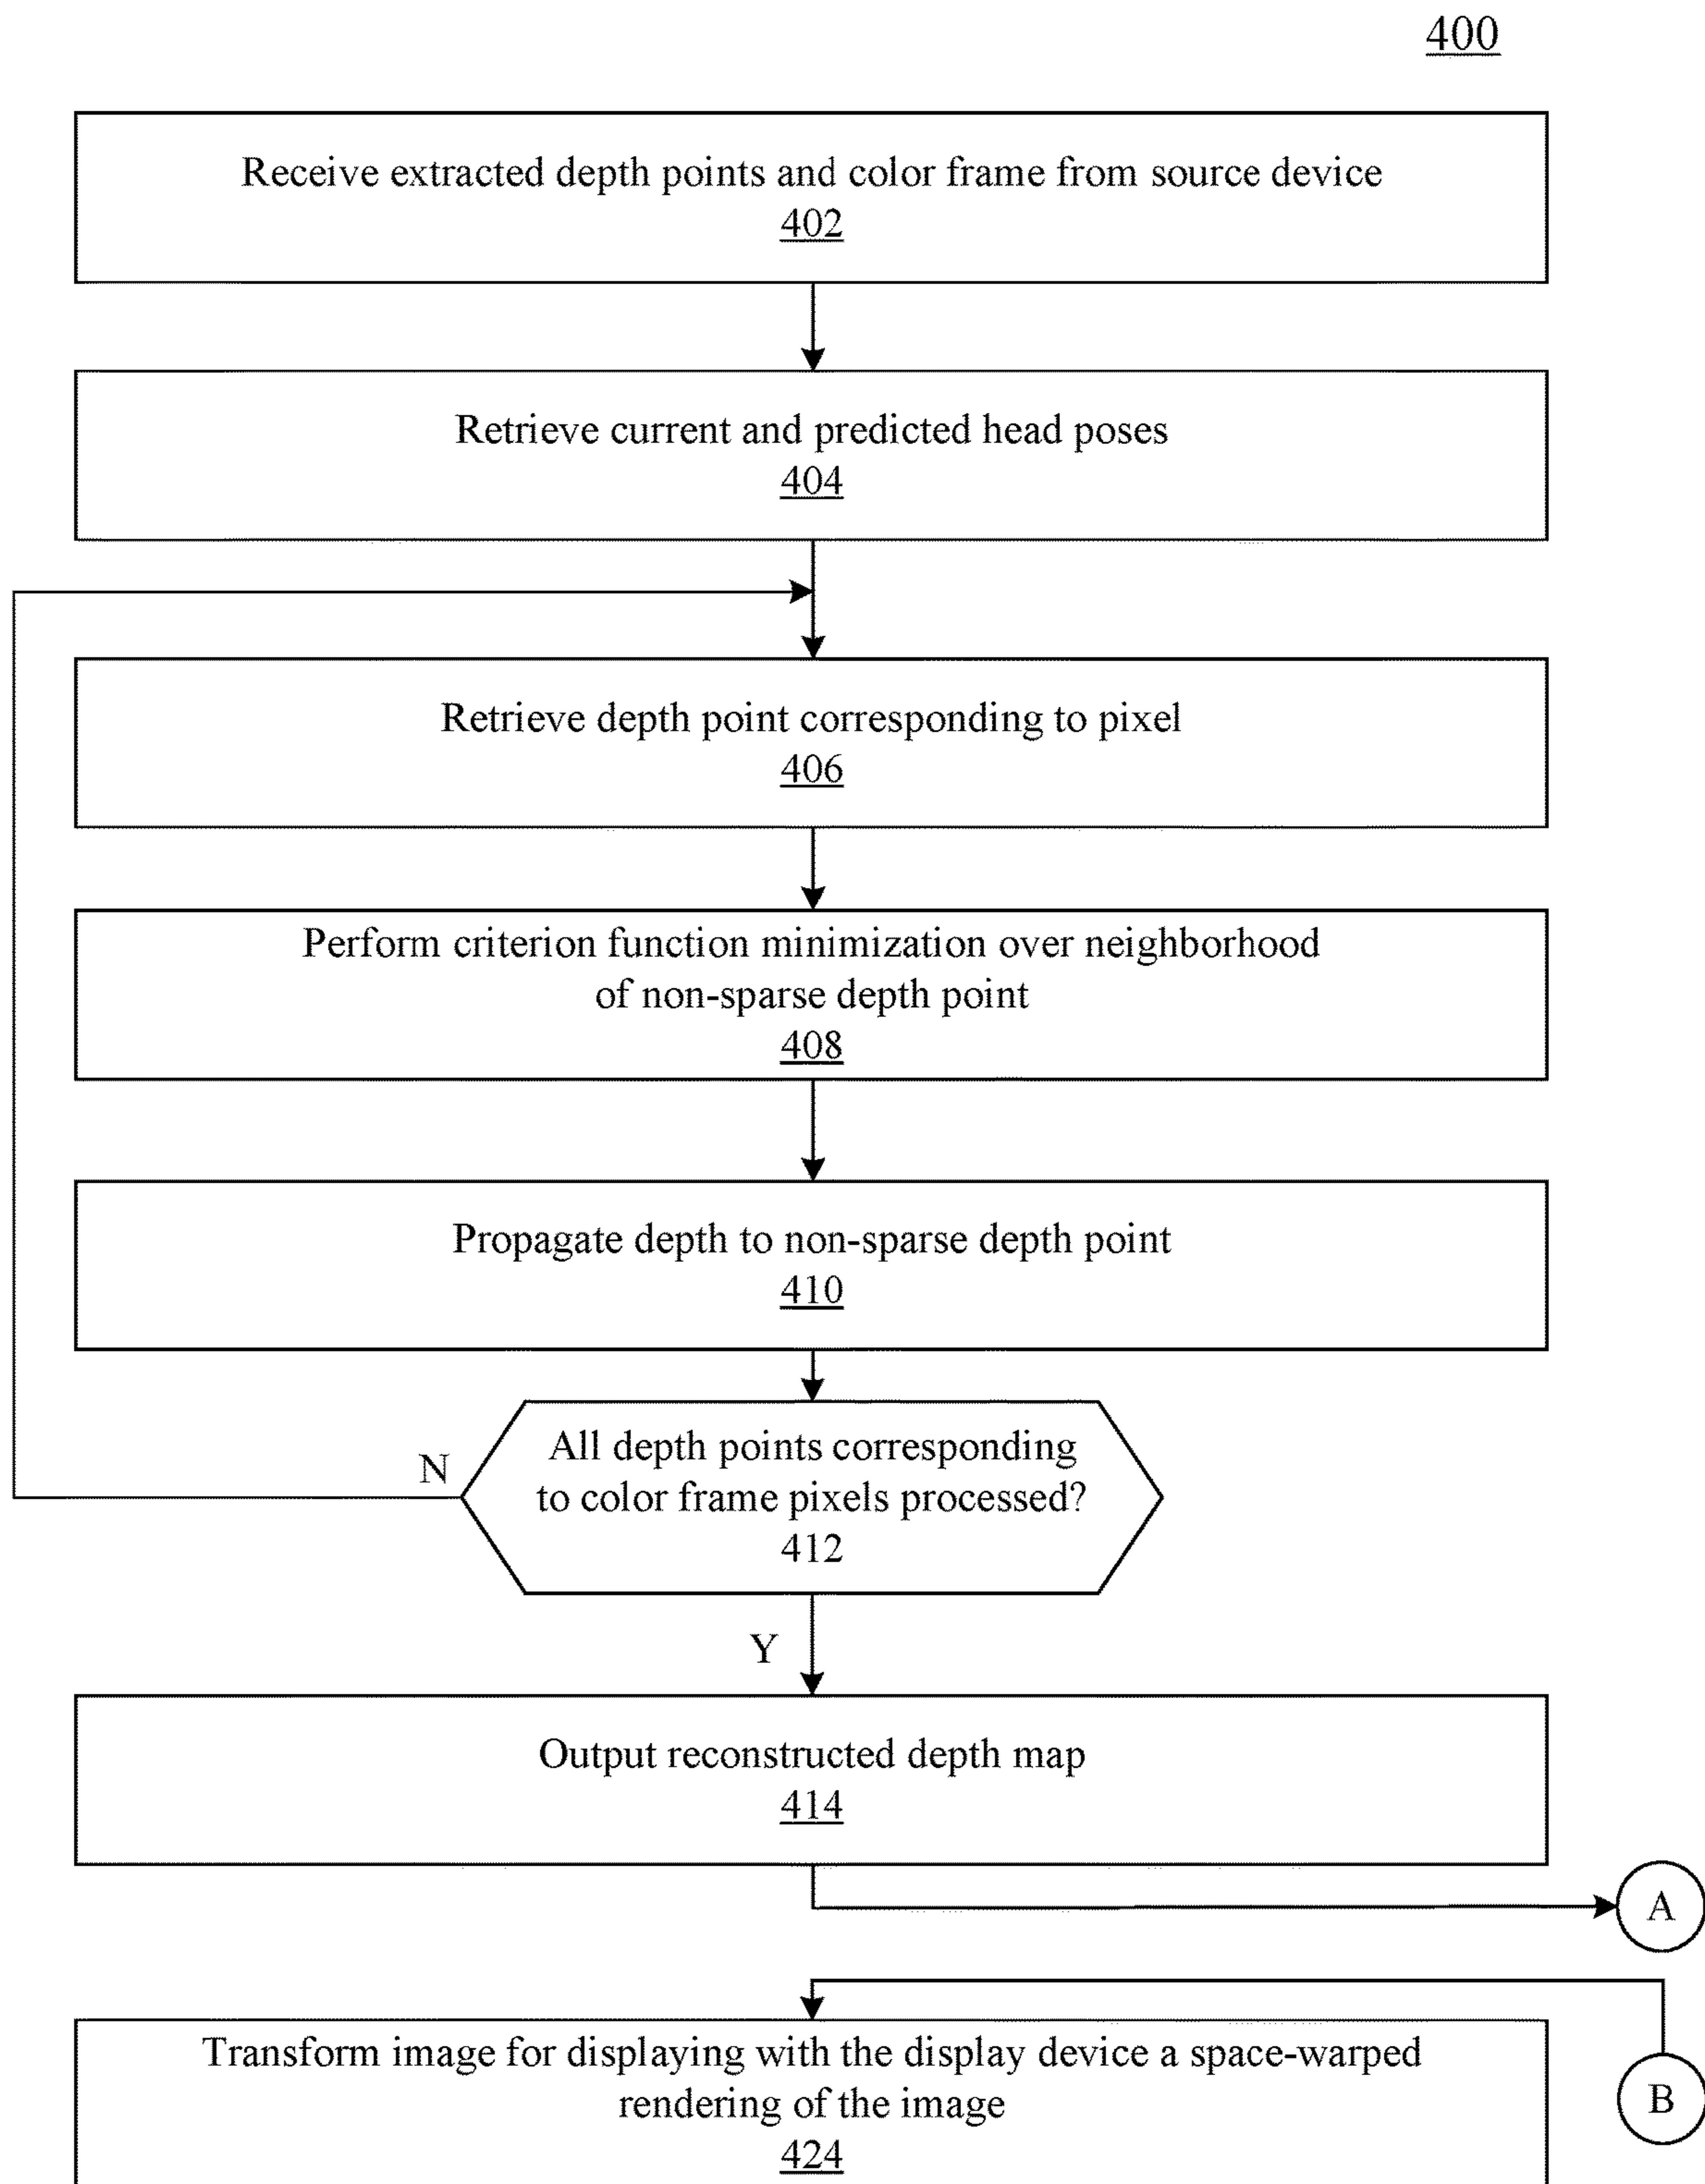 400
Receive extracted depth points and color frame from source device
402
Retrieve current and predicted head poses
404
Retrieve depth point corresponding to pixel
406
Perform criterion function minimization over neighborhood
of non-sparse depth point
408
Propagate depth to non-sparse depth point
410
All depth points corresponding
to color frame pixels processed?
412
N
Y
Output reconstructed depth map
414
A
Transform image for displaying with the display device a space-warped
rendering of the image
424
B